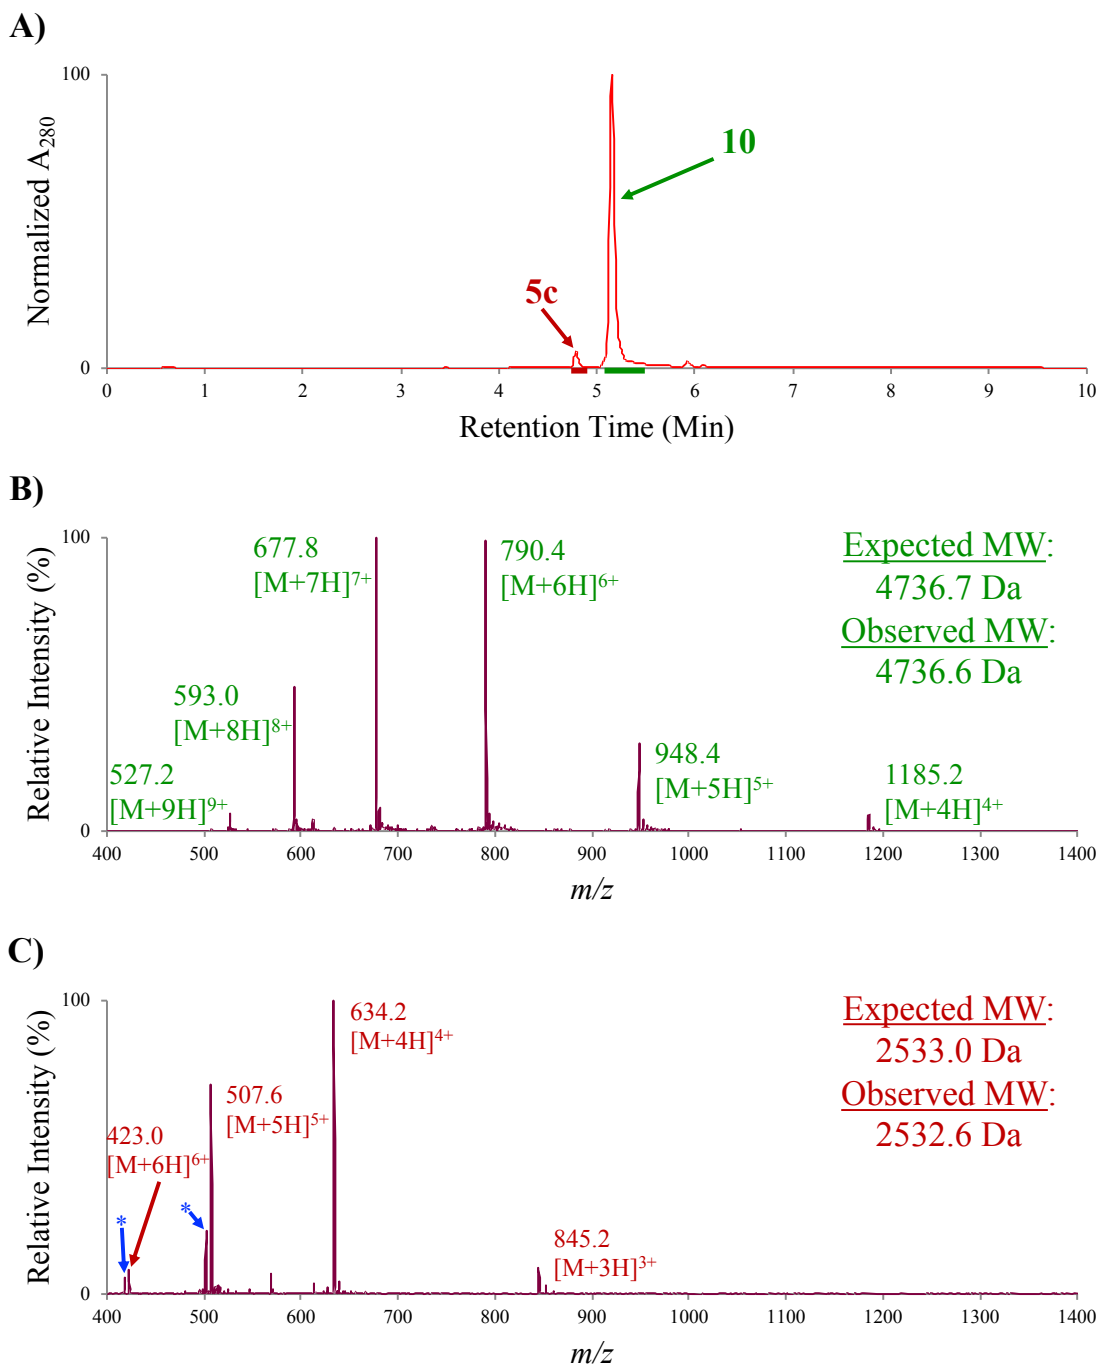 A)
100
Normalized A₂₈₀
10
5c
0
0 1 2 3 4 5 6 7 8 9 10
Retention Time (Min)
B)
100
Relative Intensity (%)
677.8
[M+7H]⁷⁺
790.4
[M+6H]⁶⁺
Expected MW:
4736.7 Da
Observed MW:
4736.6 Da
593.0
[M+8H]⁸⁺
527.2
[M+9H]⁹⁺
948.4
[M+5H]⁵⁺
1185.2
[M+4H]⁴⁺
0
400 500 600 700 800 900 1000 1100 1200 1300 1400
m/z
C)
100
Relative Intensity (%)
634.2
[M+4H]⁴⁺
Expected MW:
2533.0 Da
Observed MW:
2532.6 Da
507.6
[M+5H]⁵⁺
423.0
[M+6H]⁶⁺
* *
845.2
[M+3H]³⁺
0
400 500 600 700 800 900 1000 1100 1200 1300 1400
m/z